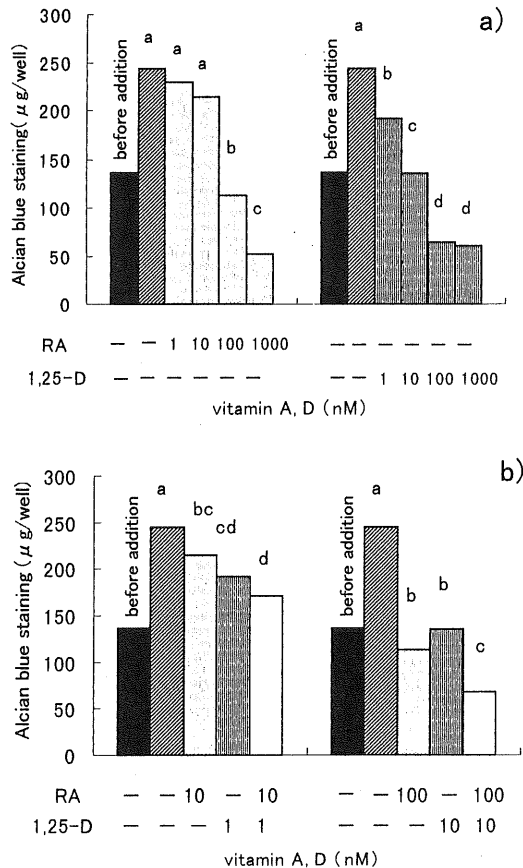 a)
Alcian blue staining(μg/well)
300
250
200
150
100
50
0
before addition
a
a
a
b
c
before addition
a
b
c
d
d
RA — — 1 10 100 1000 — — — — — —
1,25-D — — — — — — — — 1 10 100 1000
vitamin A, D (nM)
b)
Alcian blue staining(μg/well)
300
250
200
150
100
50
0
before addition
a
bc
cd
d
before addition
a
b
b
c
RA — — 10 — 10 — — 100 — 100
1,25-D — — — 1 1 — — — 10 10
vitamin A, D (nM)